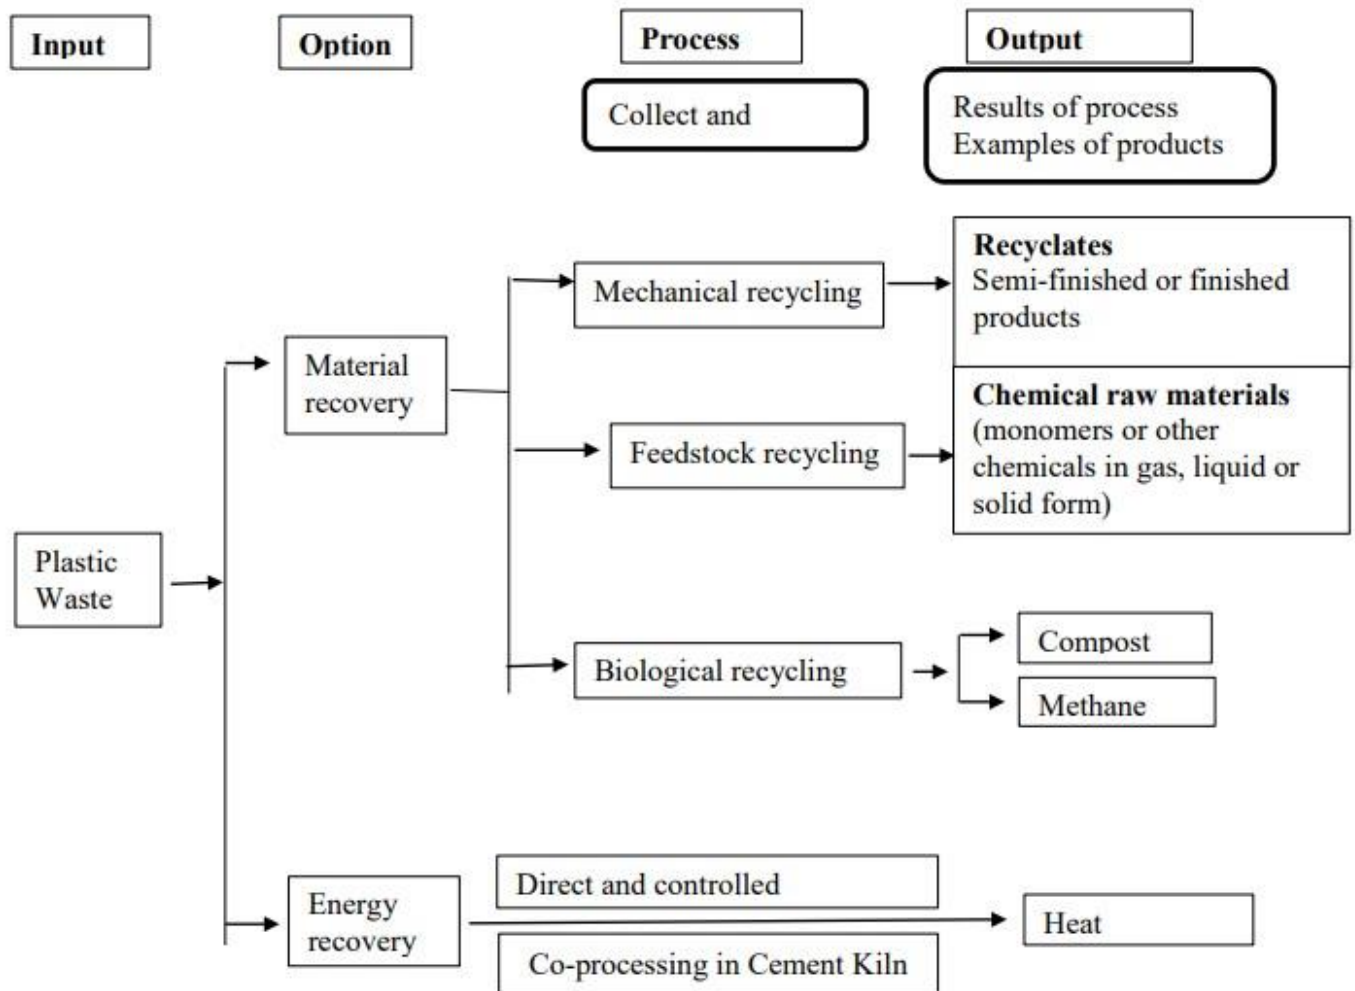 Input
Option
Process
Output
Collect and
Results of process
Examples of products
Recyclates
Semi-finished or finished
products
Mechanical recycling
Material
recovery
Chemical raw materials
(monomers or other
chemicals in gas, liquid or
solid form)
Feedstock recycling
Plastic
Waste
Biological recycling
Compost
Methane
Energy
recovery
Direct and controlled
Co-processing in Cement Kiln
Heat